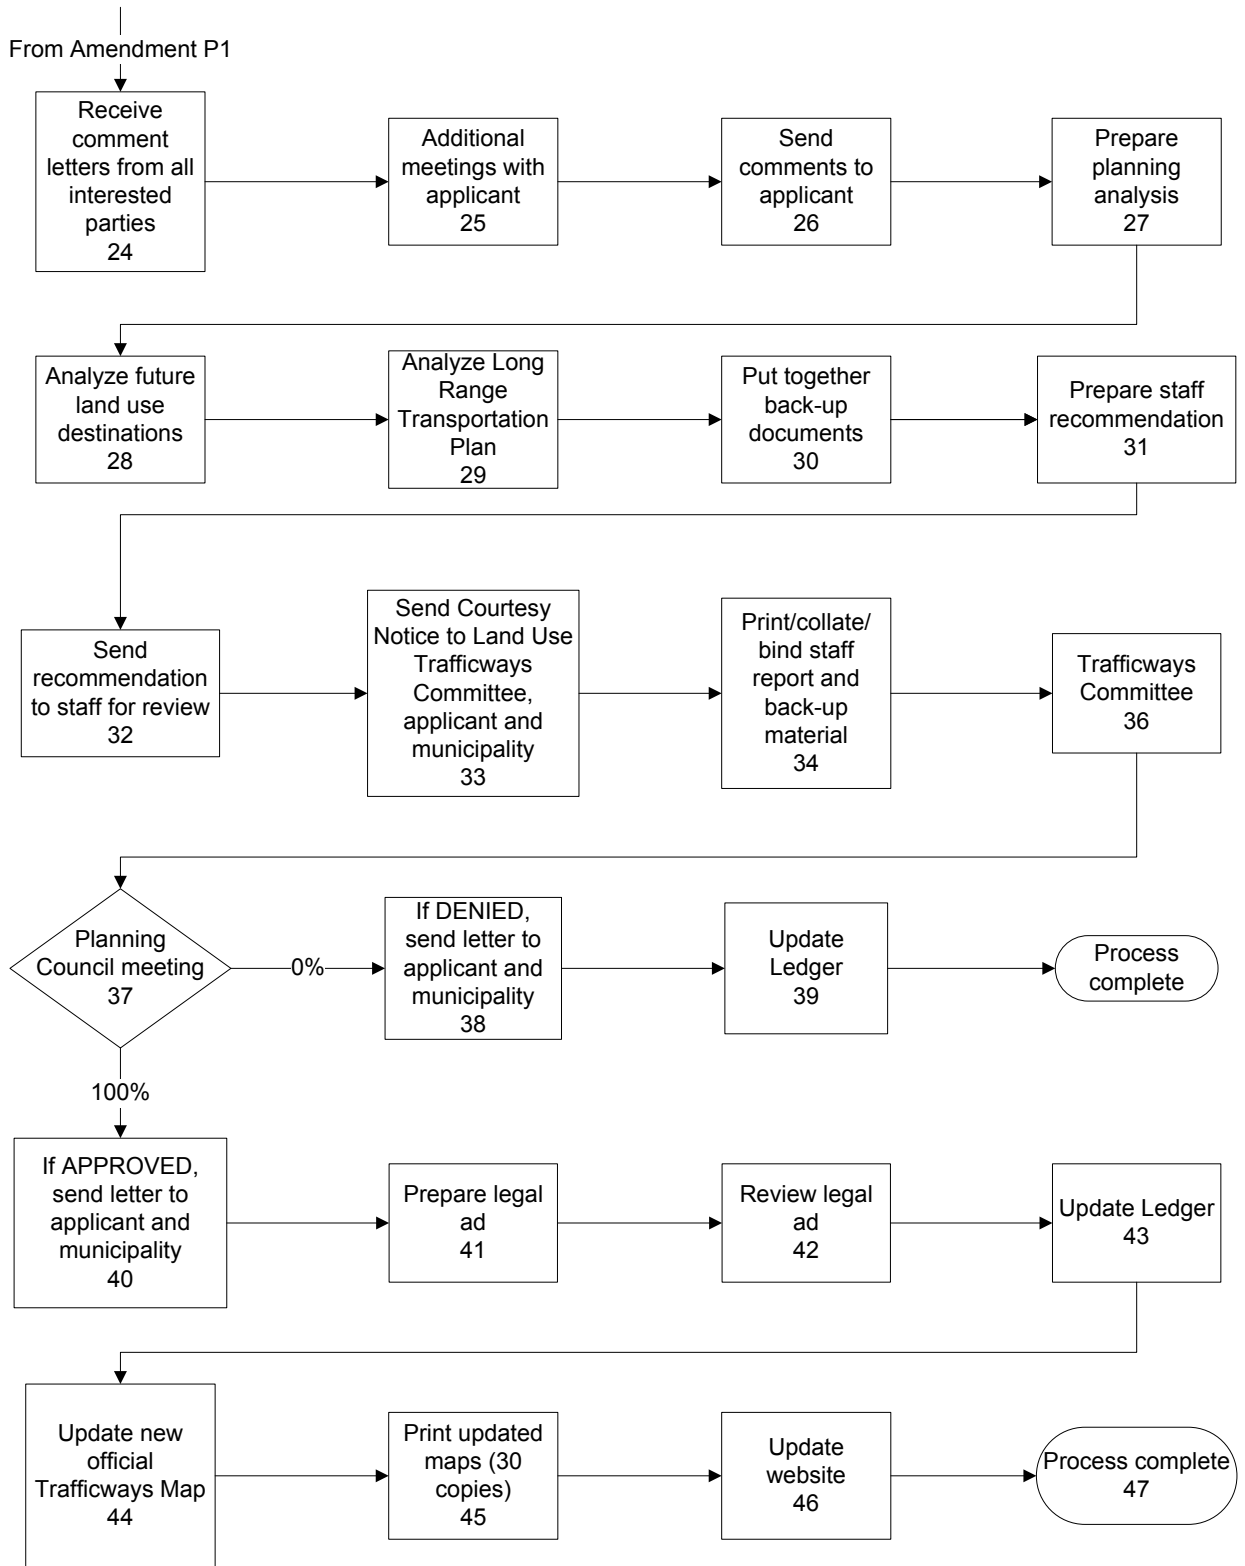 From Amendment P1
Receive
comment
letters from all
interested
parties
24
Additional
meetings with
applicant
25
Send
comments to
applicant
26
Prepare
planning
analysis
27
Analyze future
land use
destinations
28
Analyze Long
Range
Transportation
Plan
29
Put together
back-up
documents
30
Prepare staff
recommendation
31
Send
recommendation
to staff for review
32
Send Courtesy
Notice to Land Use
Trafficways
Committee,
applicant and
municipality
33
Print/collate/
bind staff
report and
back-up
material
34
Trafficways
Committee
36
Planning
Council meeting
37
0%
If DENIED,
send letter to
applicant and
municipality
38
Update
Ledger
39
Process
complete
100%
If APPROVED,
send letter to
applicant and
municipality
40
Prepare legal
ad
41
Review legal
ad
42
Update Ledger
43
Update new
official
Trafficways Map
44
Print updated
maps (30
copies)
45
Update
website
46
Process complete
47